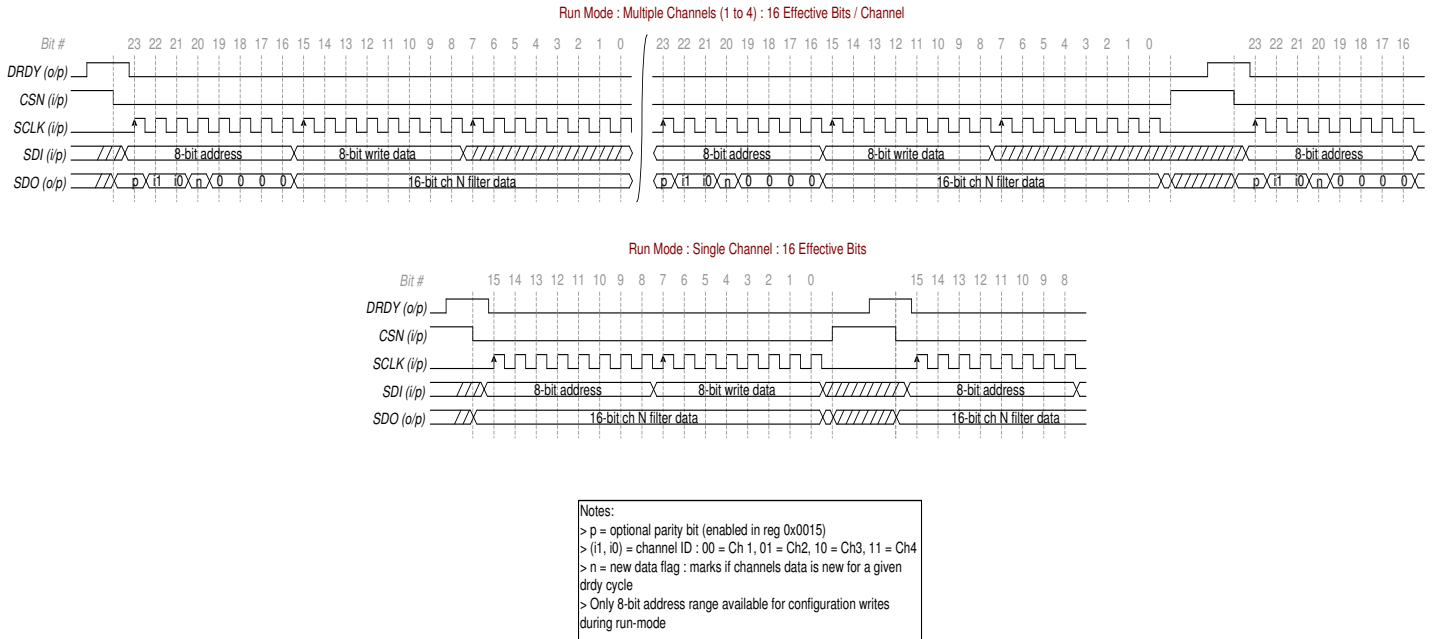 Run Mode : Multiple Channels (1 to 4) : 16 Effective Bits / Channel
Bit # 23 22 21 20 19 18 17 16 15 14 13 12 11 10 9 8 7 6 5 4 3 2 1 0 23 22 21 20 19 18 17 16 15 14 13 12 11 10 9 8 7 6 5 4 3 2 1 0 23 22 21 20 19 18 17 16
DRDY (o/p)
CSN (i/p)
SCLK (i/p)
SDI (i/p) 8-bit address 8-bit write data 8-bit address 8-bit write data 8-bit address
SDO (o/p) p i1 i0 n 0 0 0 0 16-bit ch N filter data p i1 i0 n 0 0 0 0 16-bit ch N filter data p i1 i0 n 0 0 0 0
Run Mode : Single Channel : 16 Effective Bits
Bit # 15 14 13 12 11 10 9 8 7 6 5 4 3 2 1 0 15 14 13 12 11 10 9 8
DRDY (o/p)
CSN (i/p)
SCLK (i/p)
SDI (i/p) 8-bit address 8-bit write data 8-bit address
SDO (o/p) 16-bit ch N filter data 16-bit ch N filter data
Notes:
> p = optional parity bit (enabled in reg 0x0015)
> (i1, i0) = channel ID : 00 = Ch 1, 01 = Ch2, 10 = Ch3, 11 = Ch4
> n = new data flag : marks if channels data is new for a given
drdy cycle
> Only 8-bit address range available for configuration writes
during run-mode